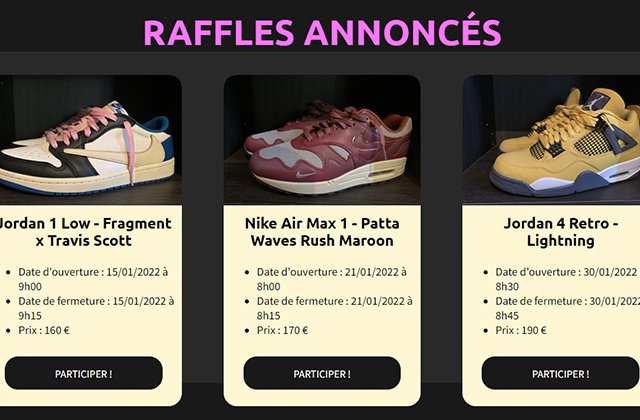 RAFFLES ANNONCÉS
Jordan 1 Low - Fragment
x Travis Scott
Date d'ouverture : 15/01/2022 à
9h00
Date de fermeture : 15/01/2022 à
9h15
Prix : 160 €
PARTICIPER !
Nike Air Max 1 - Patta
Waves Rush Maroon
Date d'ouverture : 21/01/2022 à
8h00
Date de fermeture : 21/01/2022 à
8h15
Prix : 170 €
PARTICIPER !
Jordan 4 Retro -
Lightning
Date d'ouverture : 30/01/2022
8h30
Date de fermeture : 30/01/2022
8h45
Prix : 190 €
PARTICIPER !